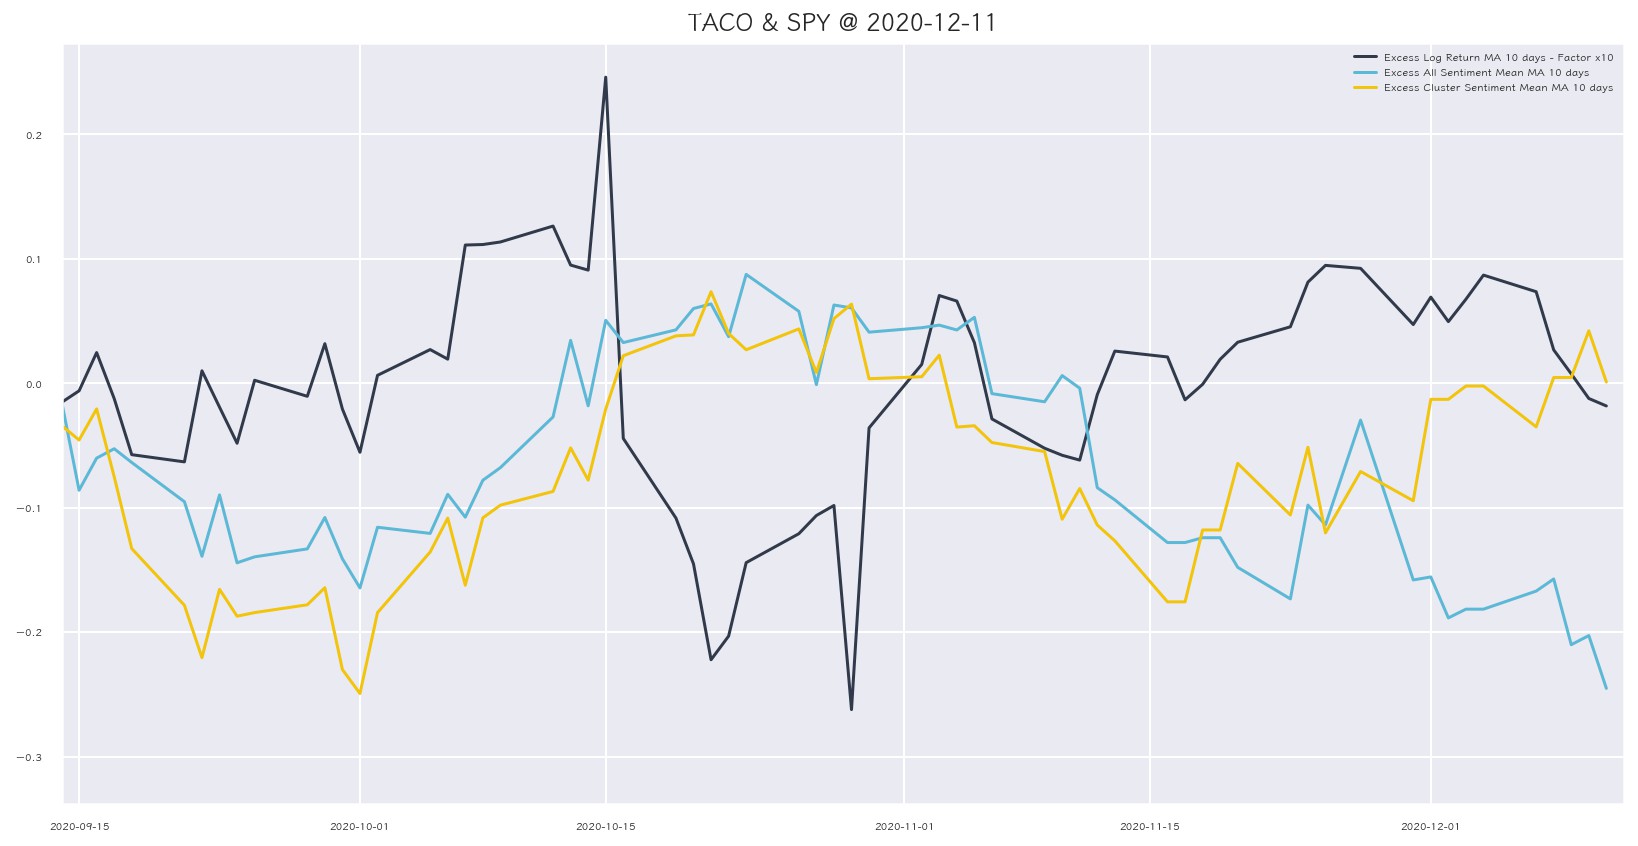 TACO & SPY @ 2020-12-11
Excess Log Return MA 10 days - Factor x10
Excess All Sentiment Mean MA 10 days
Excess Cluster Sentiment Mean MA 10 days
0.2
0.1
0.0
−0.1
−0.2
−0.3
2020-09-15 2020-10-01 2020-10-15 2020-11-01 2020-11-15 2020-12-01